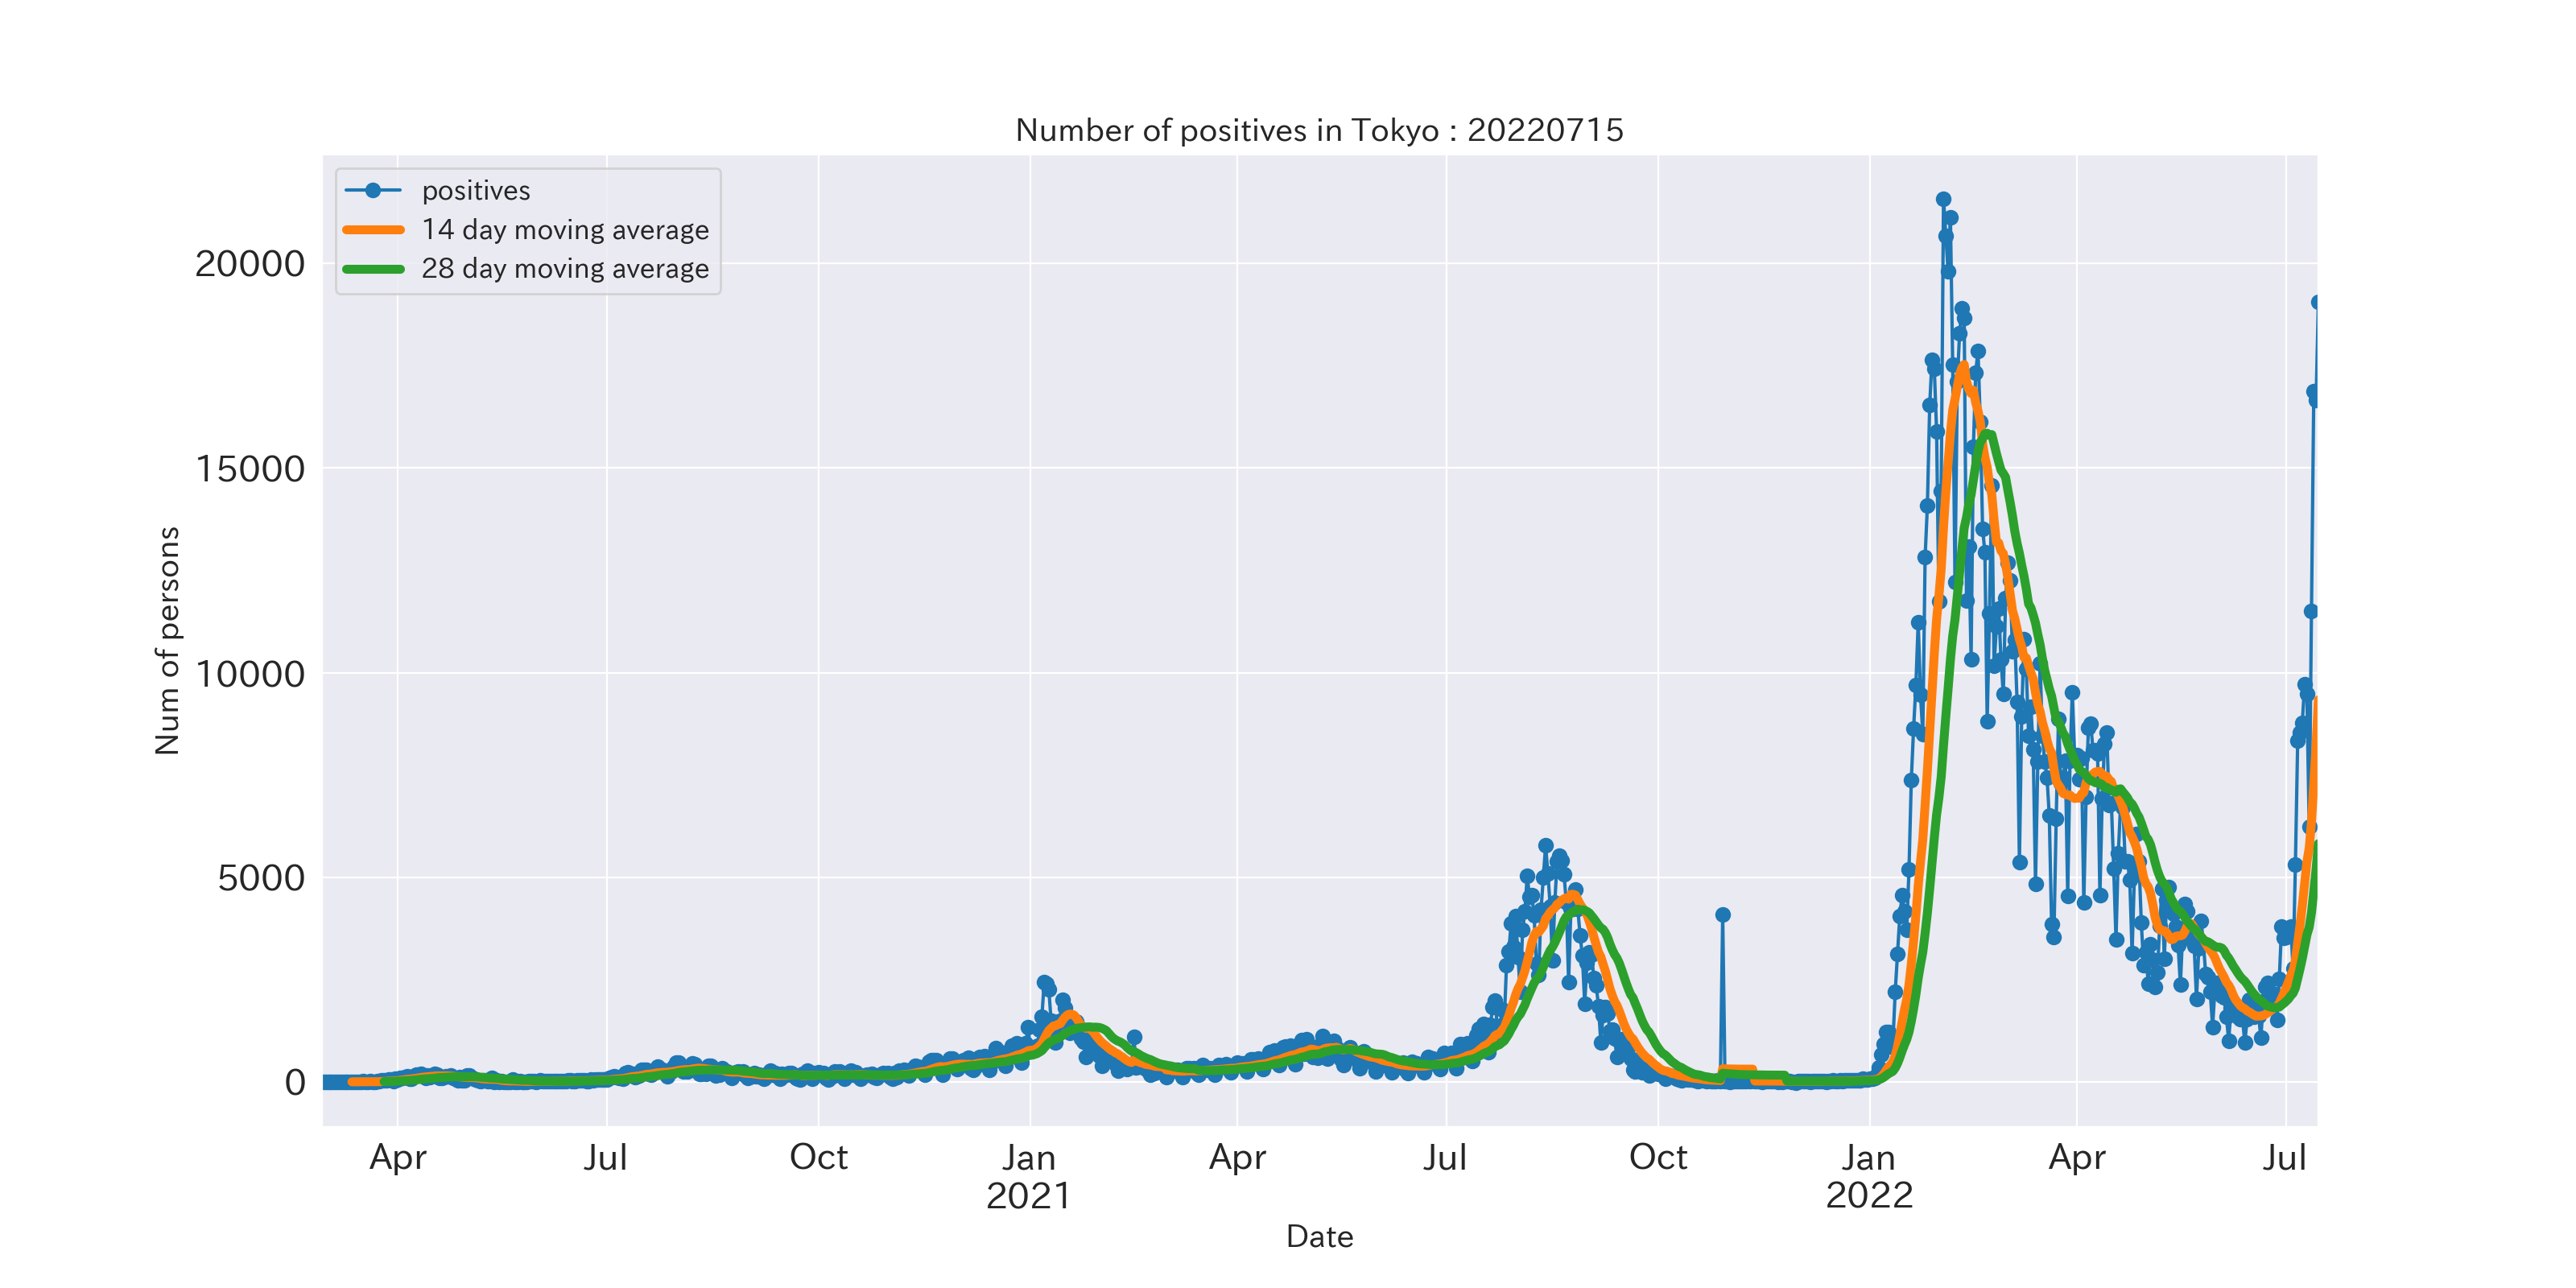 Number of positives in Tokyo : 20220715
positives
14 day moving average
28 day moving average
20000
15000
10000
5000
0
Num of persons
Apr Jul Oct Jan Apr Jul Oct Jan Apr Jul
2021 2022
Date